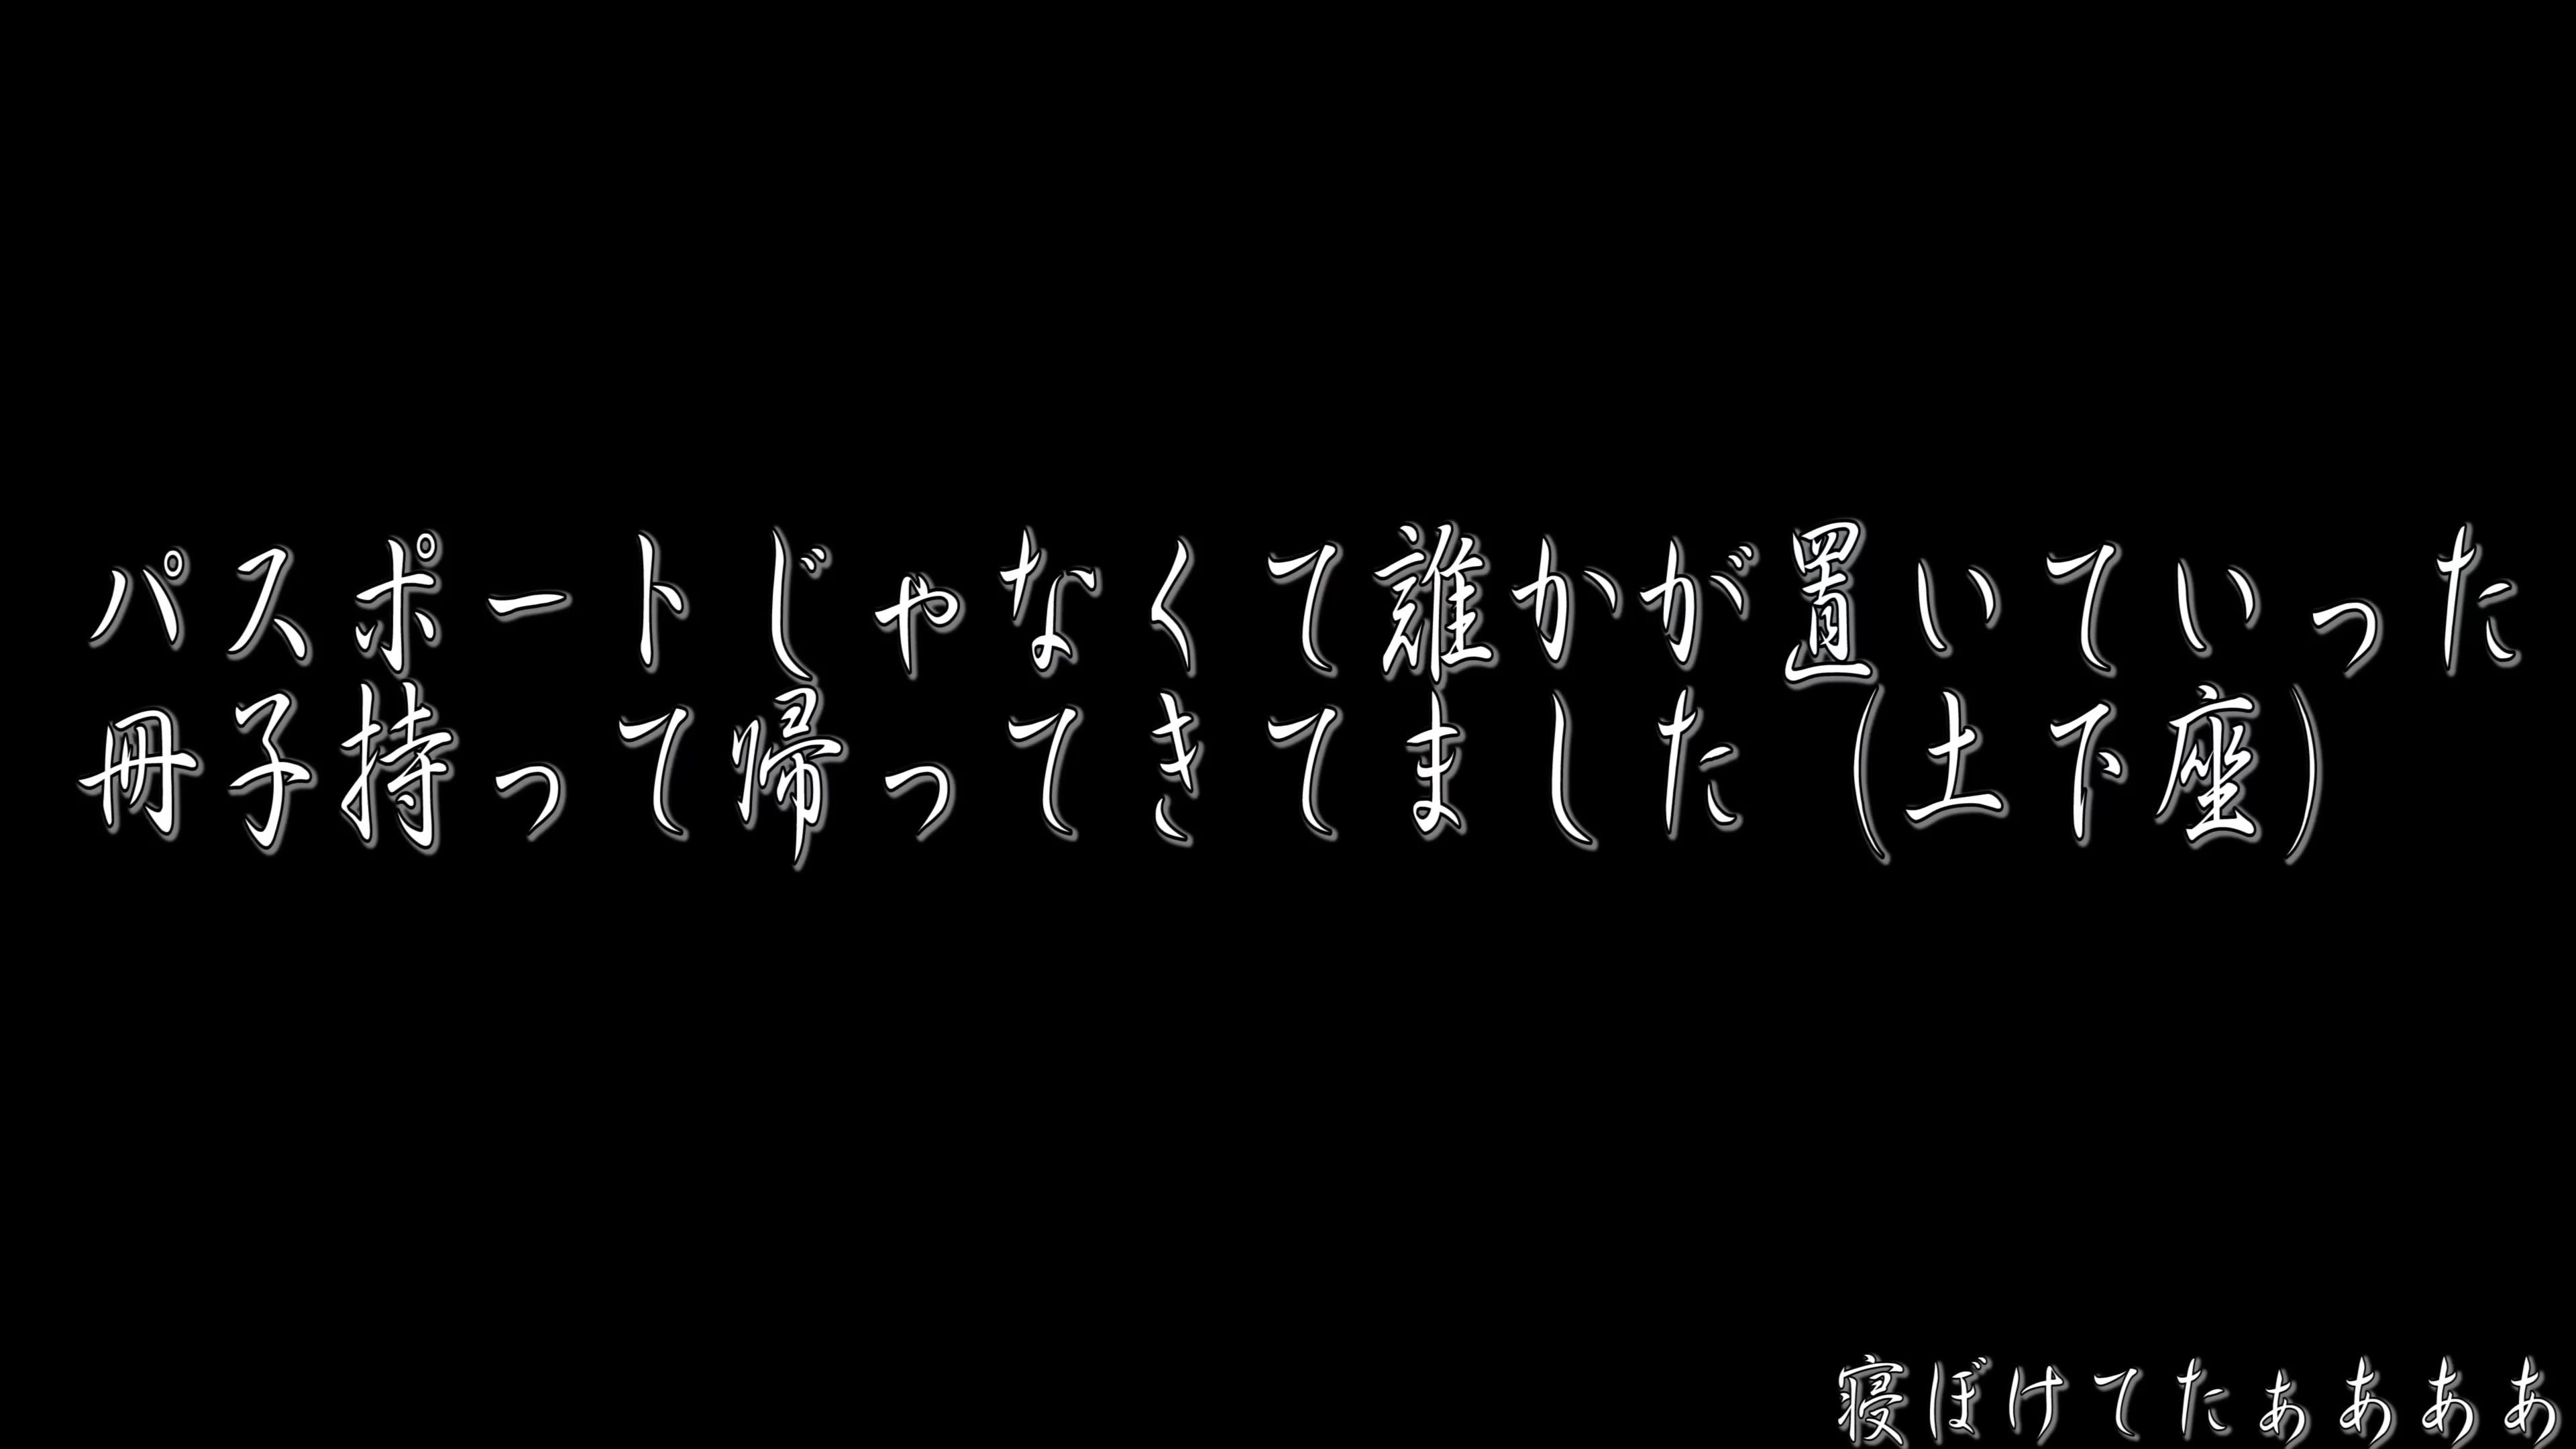 パスポートじゃなくて誰かが置いていった
冊子持って帰ってきてました(土下座)
寝ぼけてたぁあああ